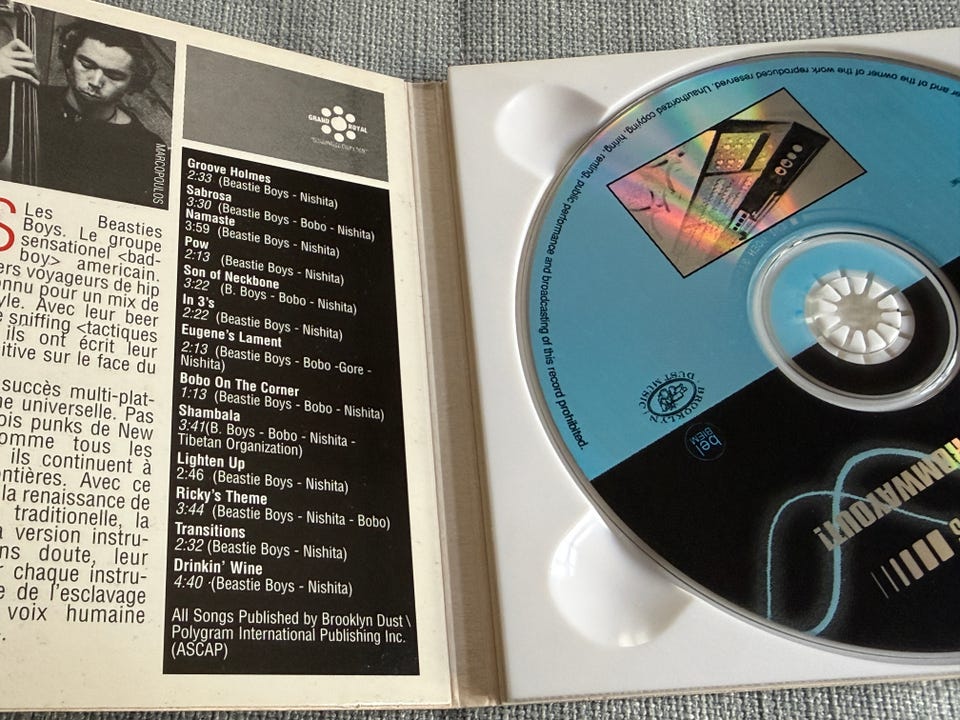 MARCOPOULOS
S
Les Beasties
Boys. Le groupe
sensationel <bad-
boy> americain.
ers voyageurs de hip
onnu pour un mix de
yle. Avec leur beer
e sniffing <tactiques
ils ont écrit leur
itive sur le face du
succès multi-plat-
ne universelle. Pas
ois punks de New
omme tous les
ils continuent à
ontières. Avec ce
la renaissance de
traditionelle, la
a version instru-
ns doute, leur
r chaque instru-
e de l'esclavage
voix humaine
GRAND ROYAL
Groove Holmes
2:33 (Beastie Boys - Nishita)
Sabrosa
3:30 (Beastie Boys - Bobo - Nishita)
Namaste
3:59 (Beastie Boys - Nishita)
Pow
2:13 (Beastie Boys - Nishita)
Son of Neckbone
3:22 (B. Boys - Bobo - Nishita)
In 3's
2:22 (Beastie Boys - Nishita)
Eugene's Lament
2:13 (Beastie Boys - Bobo -Gore -
Nishita)
Bobo On The Corner
1:13 (Beastie Boys - Bobo - Nishita)
Shambala
3:41(B. Boys - Bobo - Nishita -
Tibetan Organization)
Lighten Up
2:46 (Beastie Boys - Nishita)
Ricky's Theme
3:44 (Beastie Boys - Nishita - Bobo)
Transitions
2:32 (Beastie Boys - Nishita)
Drinkin' Wine
4:40 (Beastie Boys - Nishita)
All Songs Published by Brooklyn Dust \
Polygram International Publishing Inc.
(ASCAP)
er and of the owner of the work reproduced reserved. Unauthorized copying, hiring, renting, public performance and broadcasting of this record prohibited.
BROOKLYN
DUST MUSIC
bel
BIEM
REMWAYOUT!
S